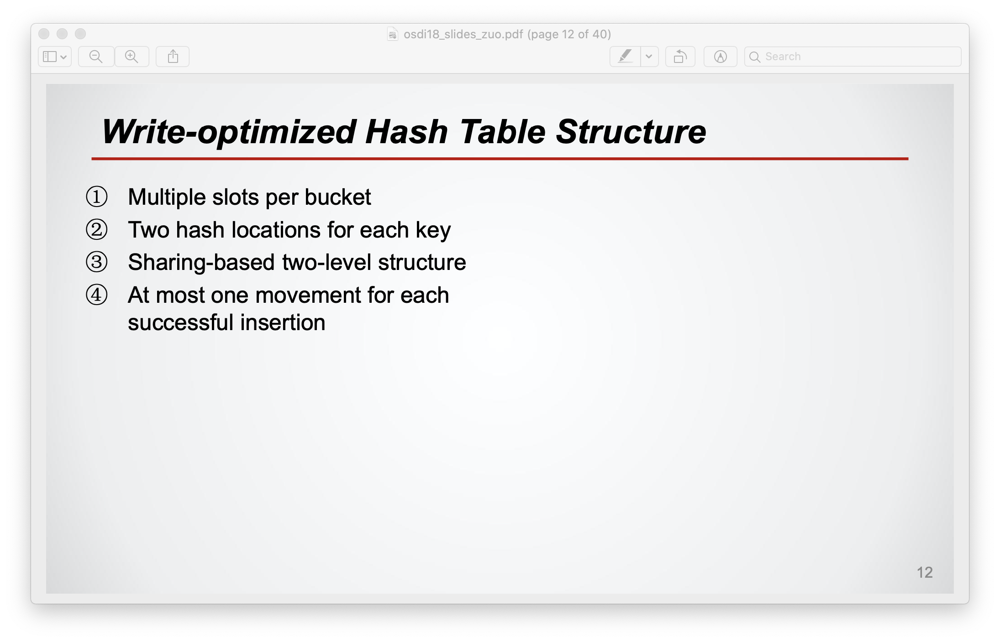 osdi18_slides_zuo.pdf (page 12 of 40)
Search
Write-optimized Hash Table Structure
① Multiple slots per bucket
② Two hash locations for each key
③ Sharing-based two-level structure
④ At most one movement for each
successful insertion
12